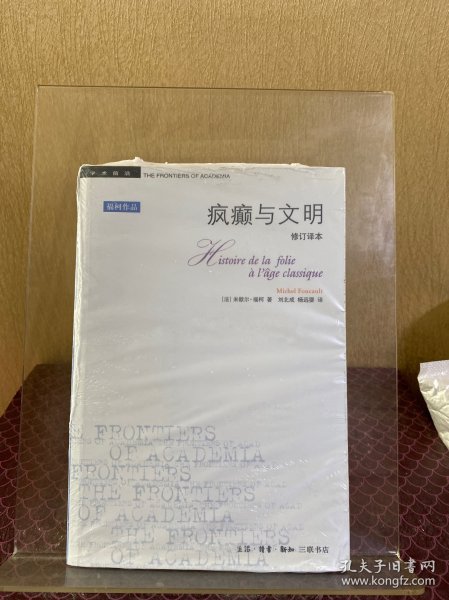 学术前沿 THE FRONTIERS OF ACADEMIA
福柯作品
疯癫与文明
修订译本
Histoire de la folie
à l'âge classique
Michel Foucault
[法] 米歇尔·福柯 著 刘北成 杨远婴 译
E FRONTIERS
OF ACADEMIA
FRONTIERS
THE FRONTIERS
OF ACADEMIA
THE FRONTIERS
OF ACADEMIA
生活·读书·新知 三联书店
孔夫子旧书网
www.kongfz.com